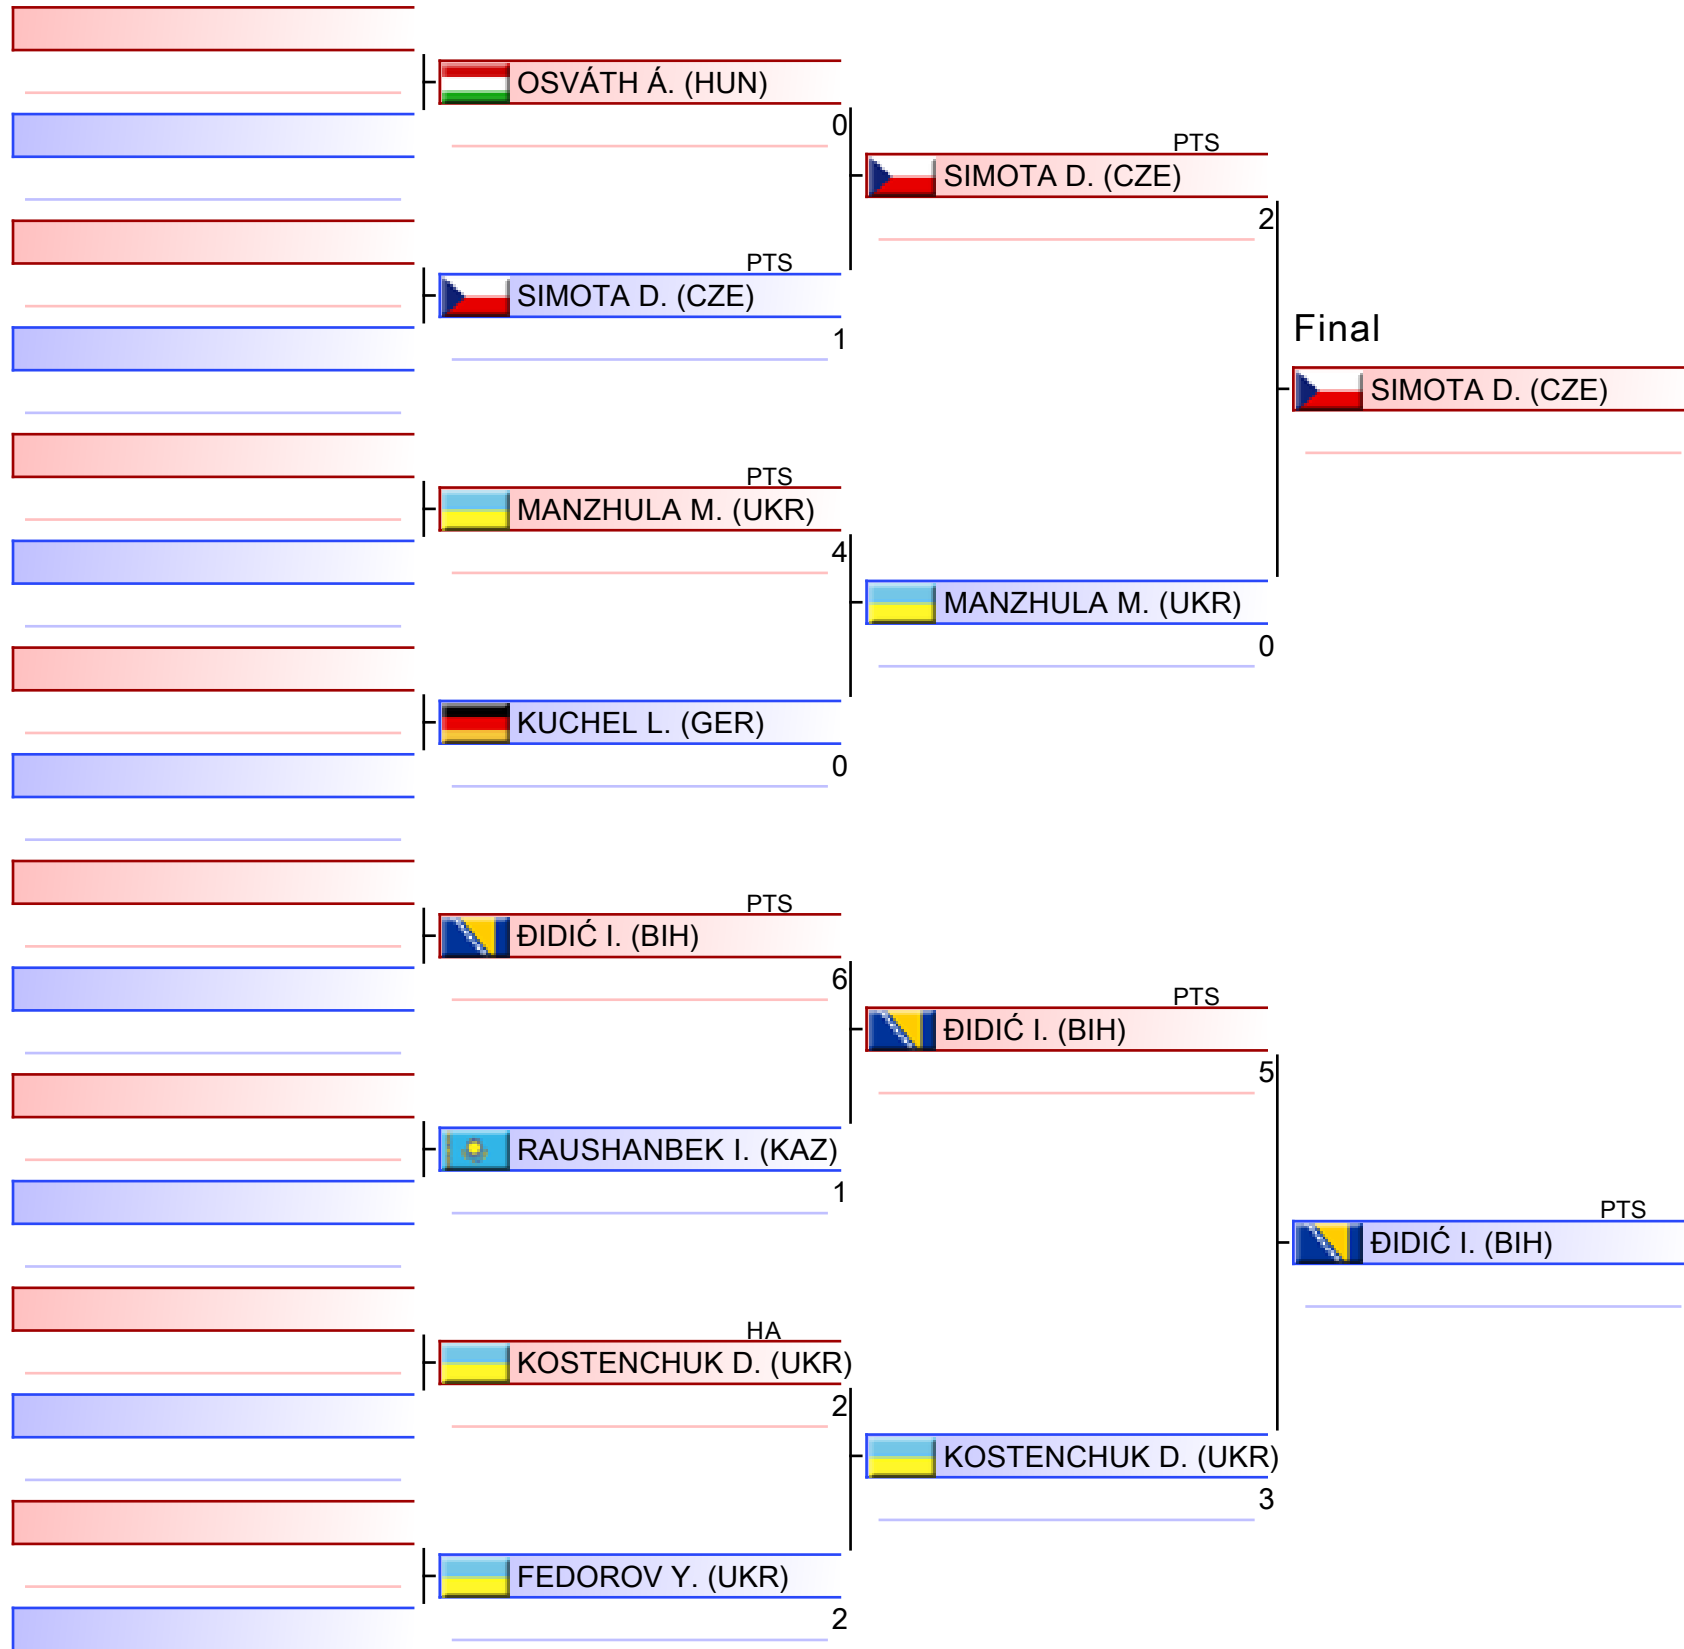 OSVÁTH Á. (HUN)
0
PTS
SIMOTA D. (CZE)
1
PTS
MANZHULA M. (UKR)
4
KUCHEL L. (GER)
0
PTS
ĐIDIĆ I. (BIH)
6
RAUSHANBEK I. (KAZ)
1
HA
KOSTENCHUK D. (UKR)
2
FEDOROV Y. (UKR)
2
PTS
SIMOTA D. (CZE)
2
MANZHULA M. (UKR)
0
PTS
ĐIDIĆ I. (BIH)
5
KOSTENCHUK D. (UKR)
3
Final
SIMOTA D. (CZE)
PTS
ĐIDIĆ I. (BIH)